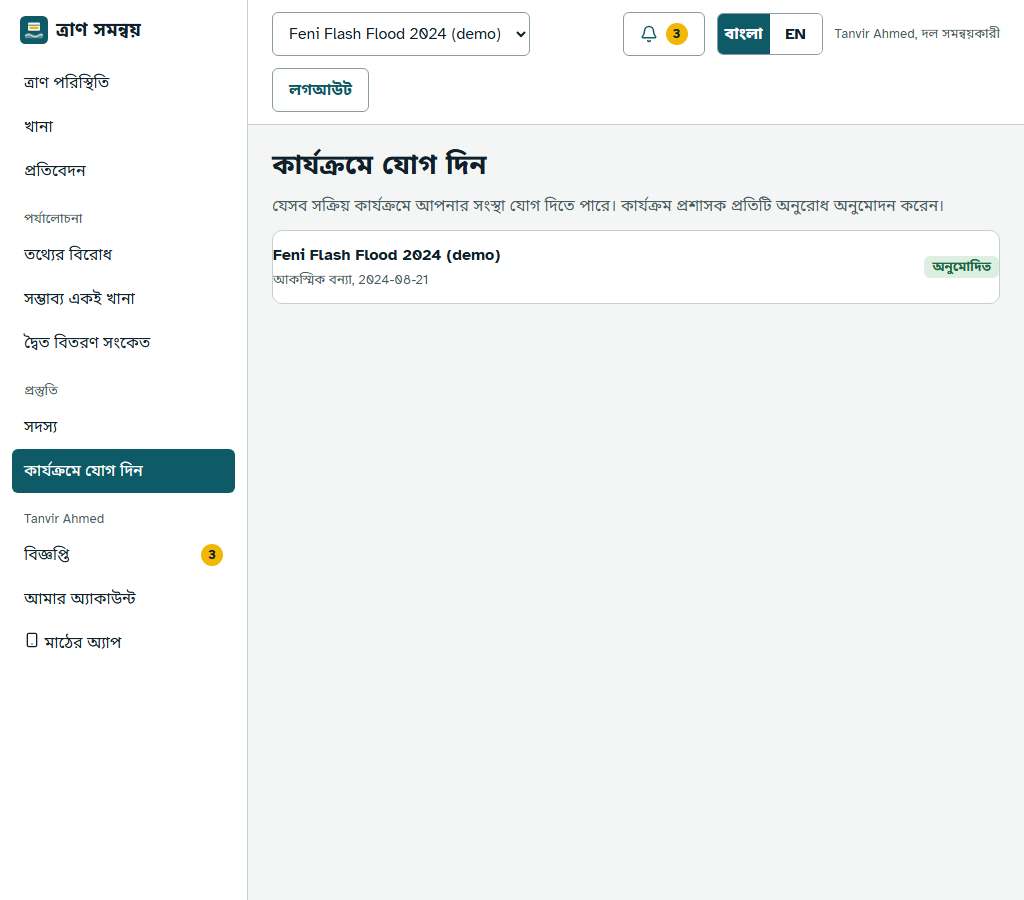 ত্রাণ সমন্বয়
ত্রাণ পরিস্থিতি
খানা
প্রতিবেদন
পর্যালোচনা
তথ্যের বিরোধ
সম্ভাব্য একই খানা
দ্বৈত বিতরণ সংকেত
প্রস্তুতি
সদস্য
কার্যক্রমে যোগ দিন
Tanvir Ahmed
বিজ্ঞপ্তি 3
আমার অ্যাকাউন্ট
মাঠের অ্যাপ
Feni Flash Flood 2024 (demo) 3 বাংলা EN Tanvir Ahmed, দল সমন্বয়কারী
লগআউট
কার্যক্রমে যোগ দিন
যেসব সক্রিয় কার্যক্রমে আপনার সংস্থা যোগ দিতে পারে। কার্যক্রম প্রশাসক প্রতিটি অনুরোধ অনুমোদন করেন।
Feni Flash Flood 2024 (demo)
আকস্মিক বন্যা, 2024-08-21
অনুমোদিত